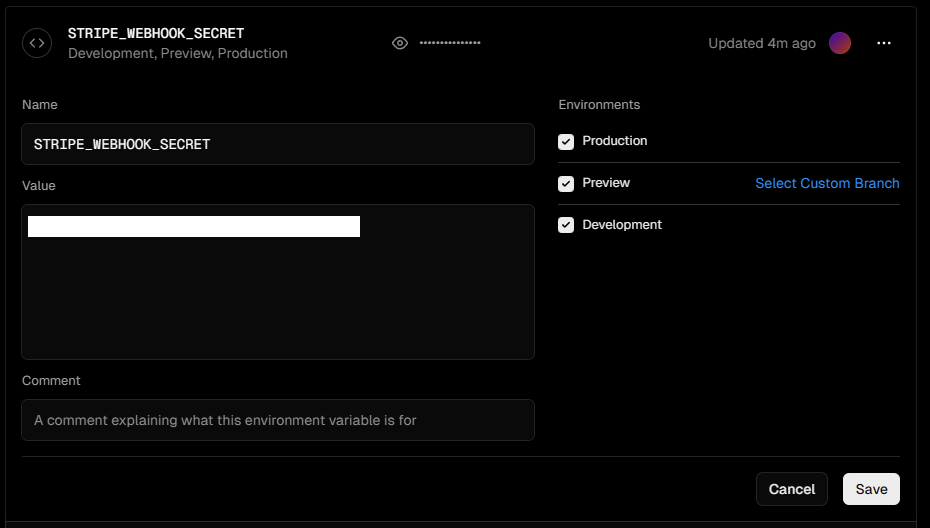 STRIPE_WEBHOOK_SECRET
Development, Preview, Production
•••••••••••••••
Updated 4m ago
Name
STRIPE_WEBHOOK_SECRET
Value
Comment
A comment explaining what this environment variable is for
Environments
Production
Preview
Select Custom Branch
Development
Cancel
Save